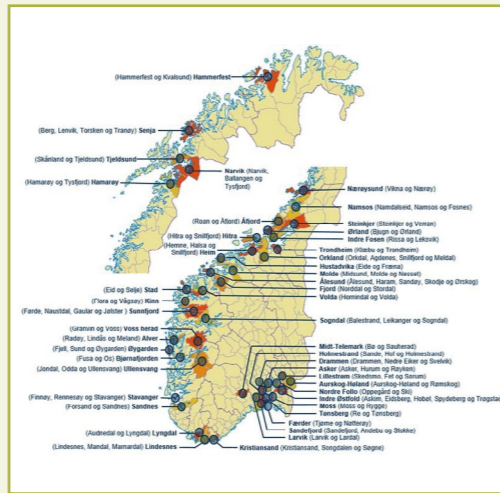 (Hammerfest og Kvalsund) Hammerfest
(Berg, Lenvik, Torsken og Tranøy) Senja
(Skånland og Tjeldsund) Tjeldsund
Narvik (Narvik,
Ballangen og
Tysfjord)
(Hamarøy og Tysfjord) Hamarøy
Nærøysund (Vikna og Nærøy)
Namsos (Namdalseid, Namsos og Fosnes)
(Roan og Åfjord) Åfjord
Steinkjer (Steinkjer og Verran)
Ørland (Bjugn og Ørland)
(Hitra og Snillfjord) Hitra
Indre Fosen (Rissa og Leksvik)
(Hemne, Halsa og
Snillfjord) Heim
Trondheim (Klæbu og Trondheim)
Orkland (Orkdal, Agdenes, Snillfjord og Meldal)
Hustadvika (Eide og Fræna)
Molde (Midsund, Molde og Nesset)
Ålesund (Ålesund, Haram, Sandøy, Skodje og Ørskog)
Fjord (Norddal og Stordal)
Volda (Hornindal og Volda)
(Eid og Selje) Stad
(Flora og Vågsøy) Kinn
(Førde, Naustdal, Gaular og Jølster) Sunnfjord
Sogndal (Balestrand, Leikanger og Sogndal)
(Granvin og Voss) Voss herad
(Radøy, Lindås og Meland) Alver
(Fjell, Sund og Øygarden) Øygarden
(Fusa og Os) Bjørnafjorden
(Jondal, Odda og Ullensvang) Ullensvang
Midt-Telemark (Bø og Sauherad)
Holmestrand (Sande, Hof og Holmestrand)
Drammen (Drammen, Nedre Eiker og Svelvik)
Asker (Asker, Hurum og Røyken)
Lillestrøm (Skedsmo, Fet og Sørum)
Aurskog-Høland (Aurskog-Høland og Rømskog)
Nordre Follo (Oppegård og Ski)
Indre Østfold (Askim, Eidsberg, Hobøl, Spydeberg og Trøgstad
Moss (Moss og Rygge)
Tønsberg (Re og Tønsberg)
Færder (Tjøme og Nøtterøy)
Sandefjord (Sandefjord, Andebu og Stokke)
Larvik (Larvik og Lardal)
(Finnøy, Rennesøy og Stavanger) Stavanger
(Forsand og Sandnes) Sandnes
(Audnedal og Lyngdal) Lyngdal
(Lindesnes, Mandal, Marnardal) Lindesnes
Kristiansand (Kristiansand, Songdalen og Søgne)